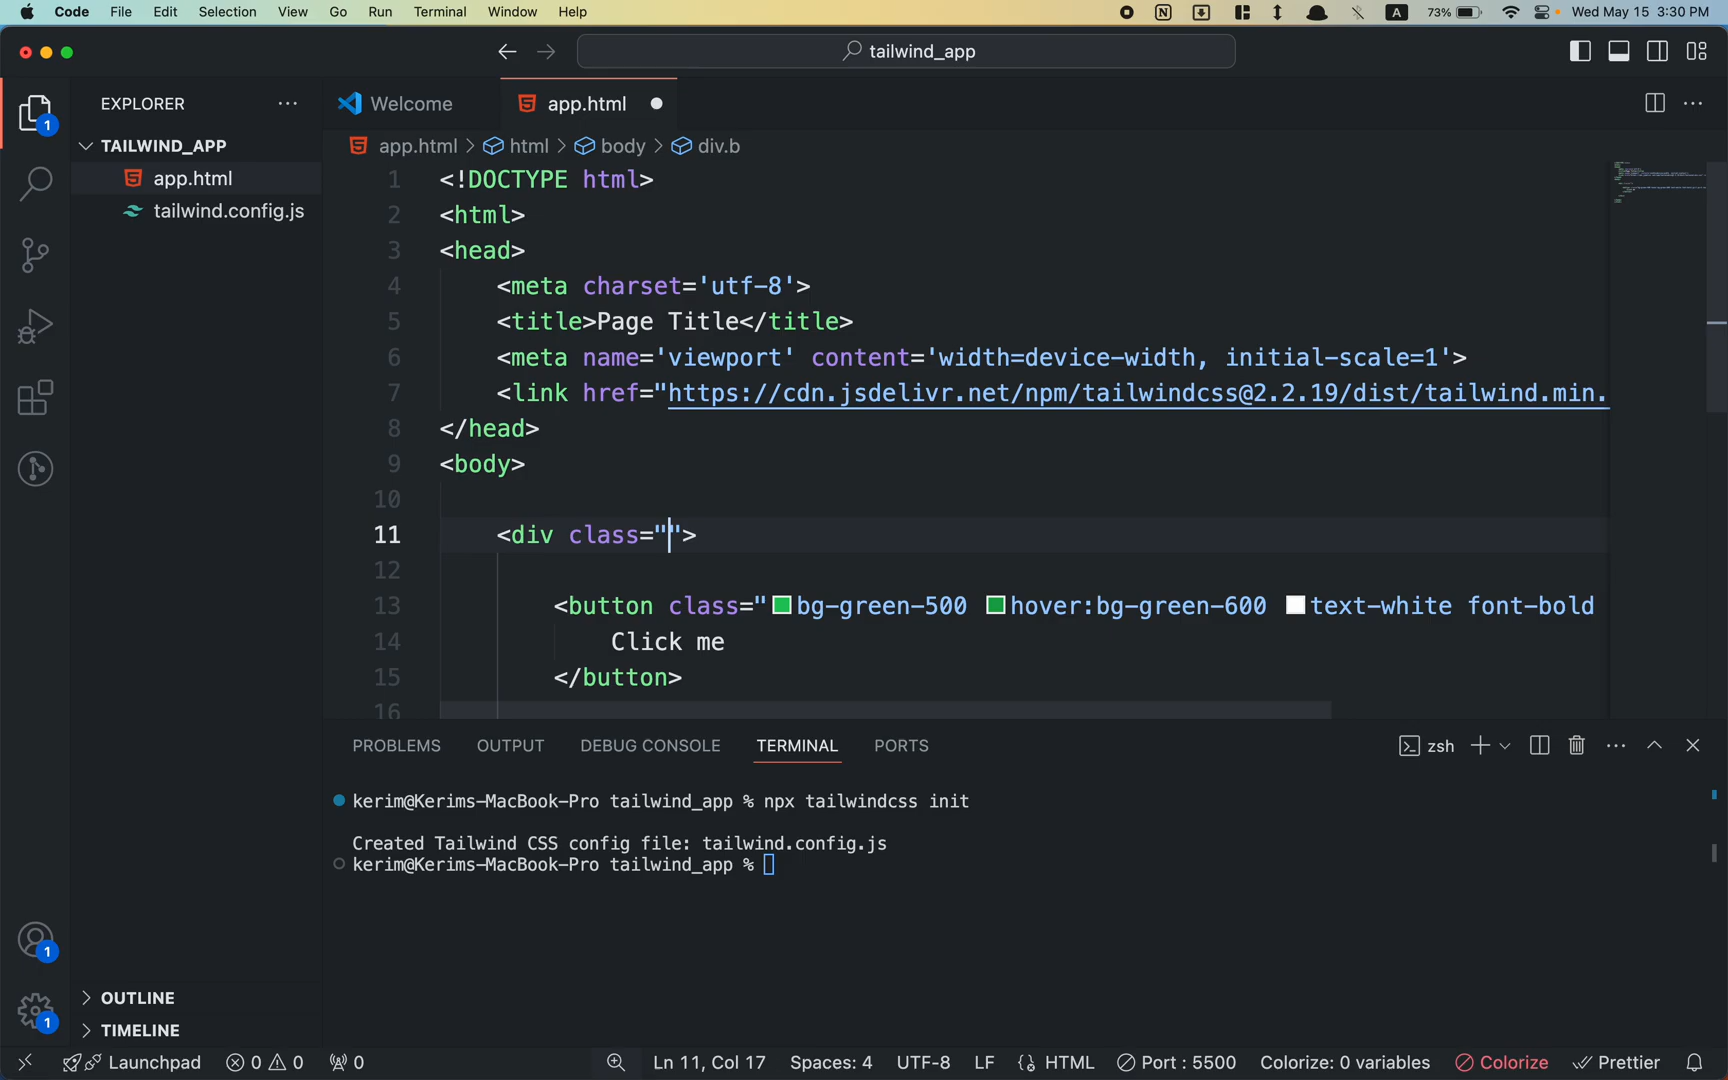 Code File Edit Selection View Go Run Terminal Window Help A 73% Wed May 15 3:30 PM
tailwind_app
EXPLORER
Welcome
app.html
TAILWIND_APP
app.html
tailwind.config.js
app.html > html > body > div.b
1 <!DOCTYPE html>
2 <html>
3 <head>
4 <meta charset='utf-8'>
5 <title>Page Title</title>
6 <meta name='viewport' content='width=device-width, initial-scale=1'>
7 <link href="https://cdn.jsdelivr.net/npm/tailwindcss@2.2.19/dist/tailwind.min.
8 </head>
9 <body>
10
11 <div class="">
12
13 <button class="bg-green-500 hover:bg-green-600 text-white font-bold
14 Click me
15 </button>
16
PROBLEMS OUTPUT DEBUG CONSOLE TERMINAL PORTS zsh
kerim@Kerims-MacBook-Pro tailwind_app % npx tailwindcss init
Created Tailwind CSS config file: tailwind.config.js
kerim@Kerims-MacBook-Pro tailwind_app %
1
1
1
OUTLINE
TIMELINE
Launchpad 0 0 0 Ln 11, Col 17 Spaces: 4 UTF-8 LF HTML Port : 5500 Colorize: 0 variables Colorize Prettier